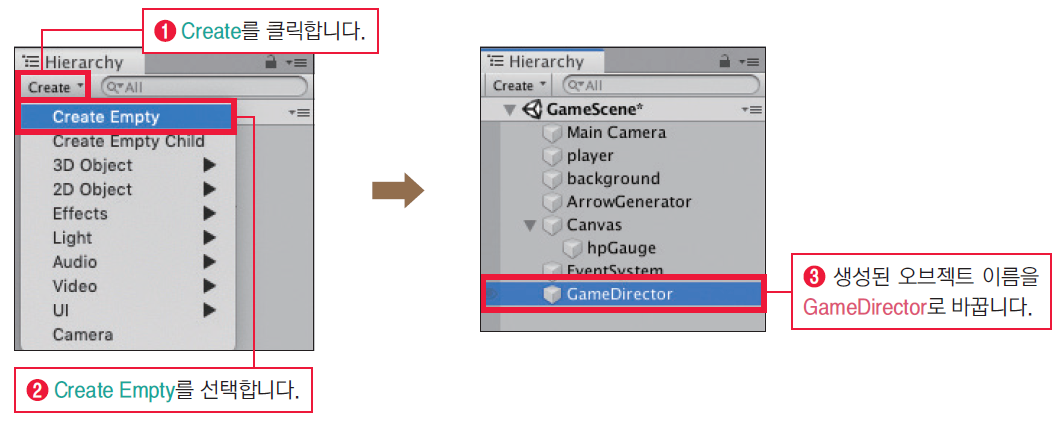 ❶ Create를 클릭합니다.
Hierarchy
Create
All
Create Empty
Create Empty Child
3D Object
2D Object
Effects
Light
Audio
Video
UI
Camera
❷ Create Empty를 선택합니다.
Hierarchy
Create
All
GameScene*
Main Camera
player
background
ArrowGenerator
Canvas
hpGauge
EventSystem
GameDirector
❸ 생성된 오브젝트 이름을
GameDirector로 바꿉니다.